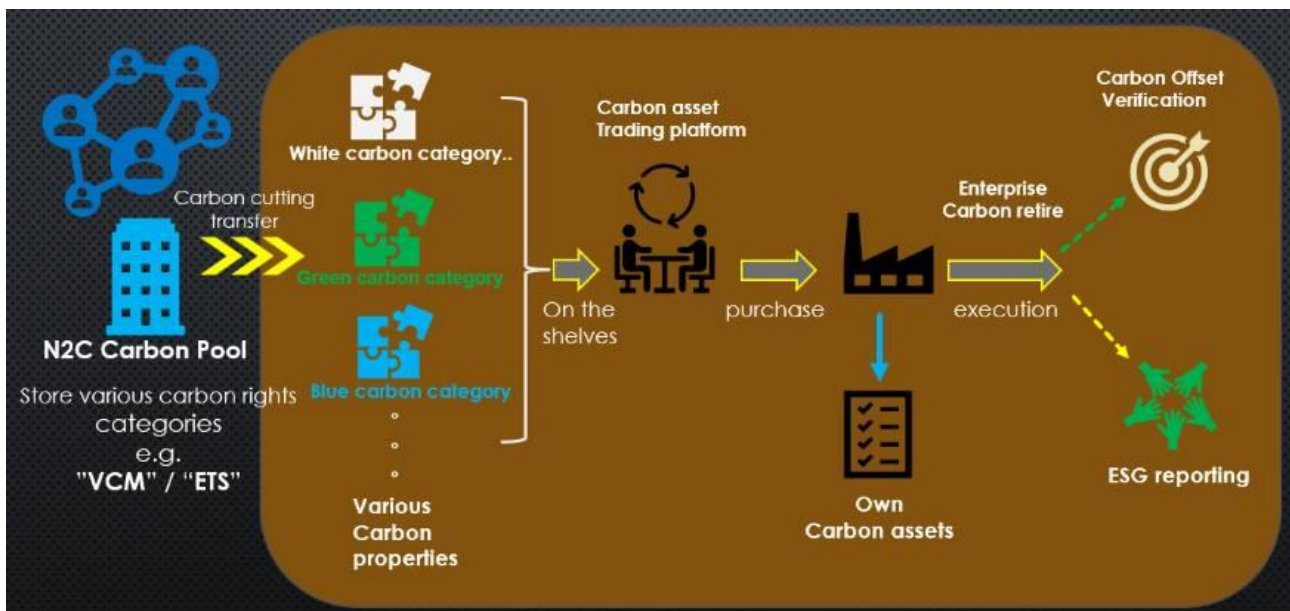 Carbon cutting
transfer
N2C Carbon Pool
Store various carbon rights
categories
e.g.
”VCM” / “ETS”
White carbon category..
Green carbon category
Blue carbon category
Various
Carbon
properties
On the
shelves
Carbon asset
Trading platform
purchase
Own
Carbon assets
Enterprise
Carbon retire
execution
Carbon Offset
Verification
ESG reporting